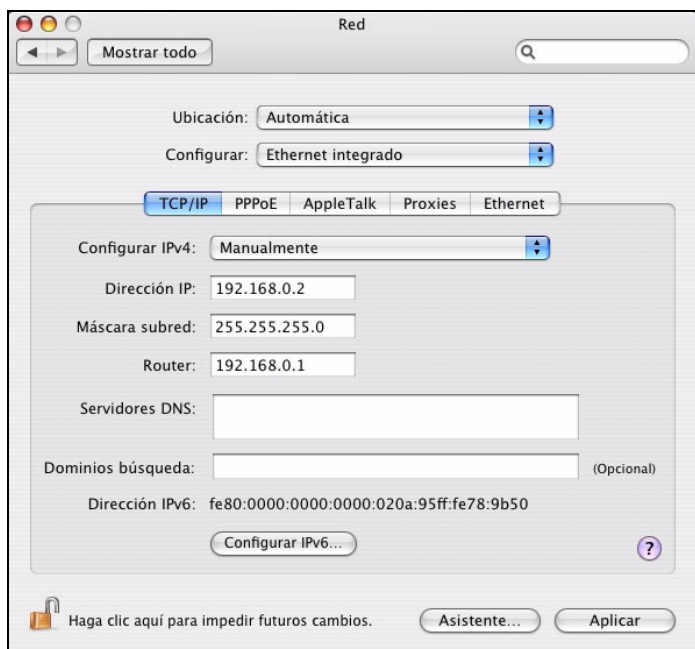 Red
Mostrar todo
Ubicación: Automática
Configurar: Ethernet integrado
TCP/IP PPPoE AppleTalk Proxies Ethernet
Configurar IPv4: Manualmente
Dirección IP: 192.168.0.2
Máscara subred: 255.255.255.0
Router: 192.168.0.1
Servidores DNS:
Dominios búsqueda: (Opcional)
Dirección IPv6: fe80:0000:0000:0000:020a:95ff:fe78:9b50
Configurar IPv6...
?
Haga clic aquí para impedir futuros cambios. Asistente... Aplicar